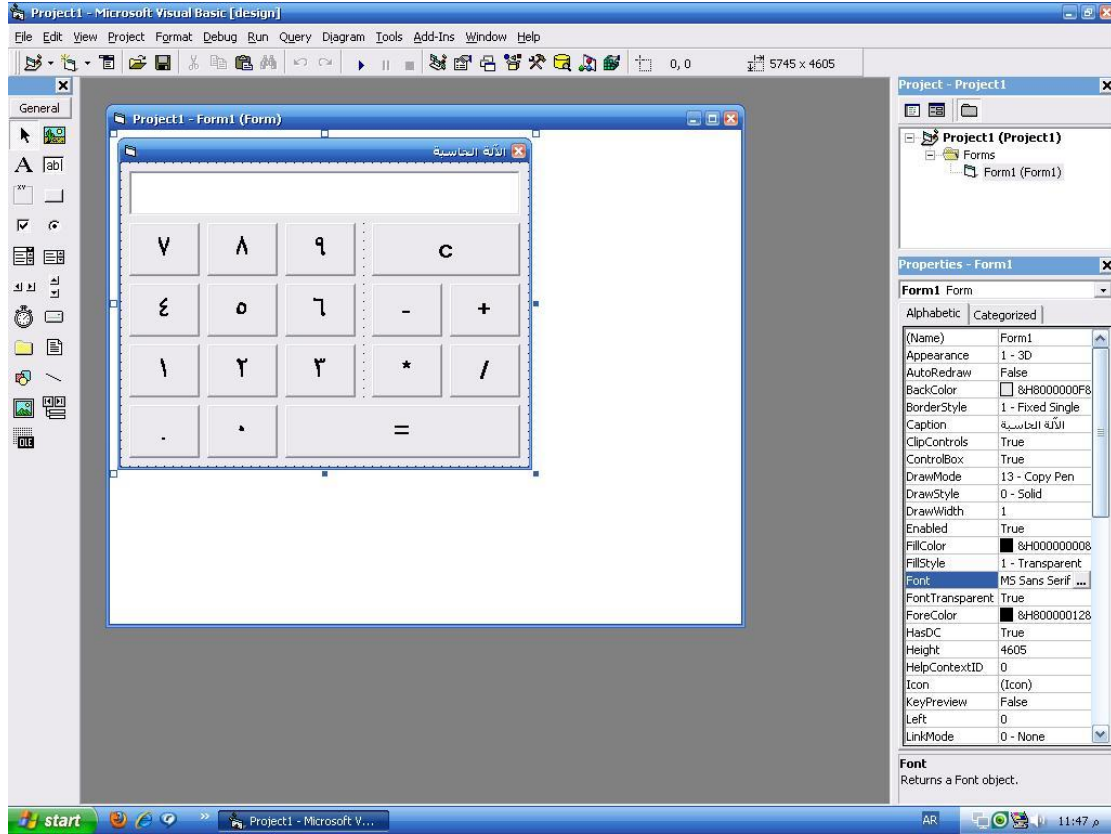 Project1 - Microsoft Visual Basic [design]
File Edit View Project Format Debug Run Query Diagram Tools Add-Ins Window Help
0, 0 5745 x 4605
General
A ab|
xy
OLE
Project1 - Form1 (Form)
الآلة الحاسبة
٧ ٨ ٩ C
٤ ٥ ٦ - +
١ ٢ ٣ * /
. ٠ =
Project - Project1
Project1 (Project1)
Forms
Form1 (Form1)
Properties - Form1
Form1 Form
Alphabetic Categorized
(Name) Form1
Appearance 1 - 3D
AutoRedraw False
BackColor &H8000000F&
BorderStyle 1 - Fixed Single
Caption الآلة الحاسبة
ClipControls True
ControlBox True
DrawMode 13 - Copy Pen
DrawStyle 0 - Solid
DrawWidth 1
Enabled True
FillColor &H00000000&
FillStyle 1 - Transparent
Font MS Sans Serif ...
FontTransparent True
ForeColor &H80000012&
HasDC True
Height 4605
HelpContextID 0
Icon (Icon)
KeyPreview False
Left 0
LinkMode 0 - None
Font
Returns a Font object.
start » Project1 - Microsoft V... AR 11:47 م